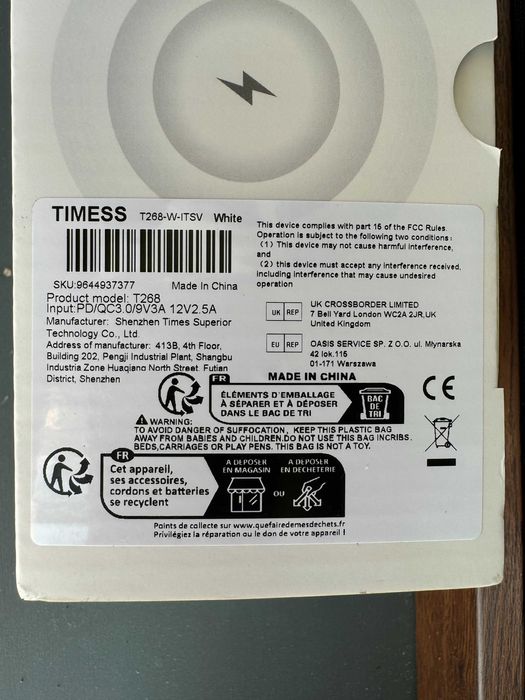 TIMESS T268-W-ITSV White
SKU:9644937377 Made In China
Product model: T268
Input:PD/QC3.0/9V3A 12V2.5A
Manufacturer: Shenzhen Times Superior
Technology Co., Ltd.
Address of manufacturer: 413B, 4th Floor,
Building 202, Pengji Industrial Plant, Shangbu
Industria Zone Huaqiang North Street, Futian
District, Shenzhen
This device complies with part 15 of the FCC Rules.
Operation is subject to the following two conditions:
(1) This device may not cause harmful interference,
and
(2) this device must accept any interference received,
including interference that may cause undesired
operation
UK REP
UK CROSSBORDER LIMITED
7 Bell Yard London WC2A 2JR,UK
United Kingdom
EU REP
OASIS SERVICE SP. Z O.O. ul. Młynarska
42 lok.115
01-171 Warszawa
MADE IN CHINA
FR
ÉLÉMENTS D'EMBALLAGE
À SÉPARER ET À DÉPOSER
DANS LE BAC DE TRI
BAC
DE
TRI
CE
WARNING:
TO AVOID DANGER OF SUFFOCATION, KEEP THIS PLASTIC BAG
AWAY FROM BABIES AND CHILDREN.DO NOT USE THIS BAG INCRIBS.
BEDS,CARRIAGES OR PLAY PENS. THIS BAG IS NOT A TOY.
FR
Cet appareil,
ses accessoires,
cordons et batteries
se recyclent
A DÉPOSER
EN MAGASIN
OU
A DÉPOSER
EN DÉCHÈTERIE
Points de collecte sur www.quefairedemesdechets.fr
Privilégiez la réparation ou le don de votre appareil !